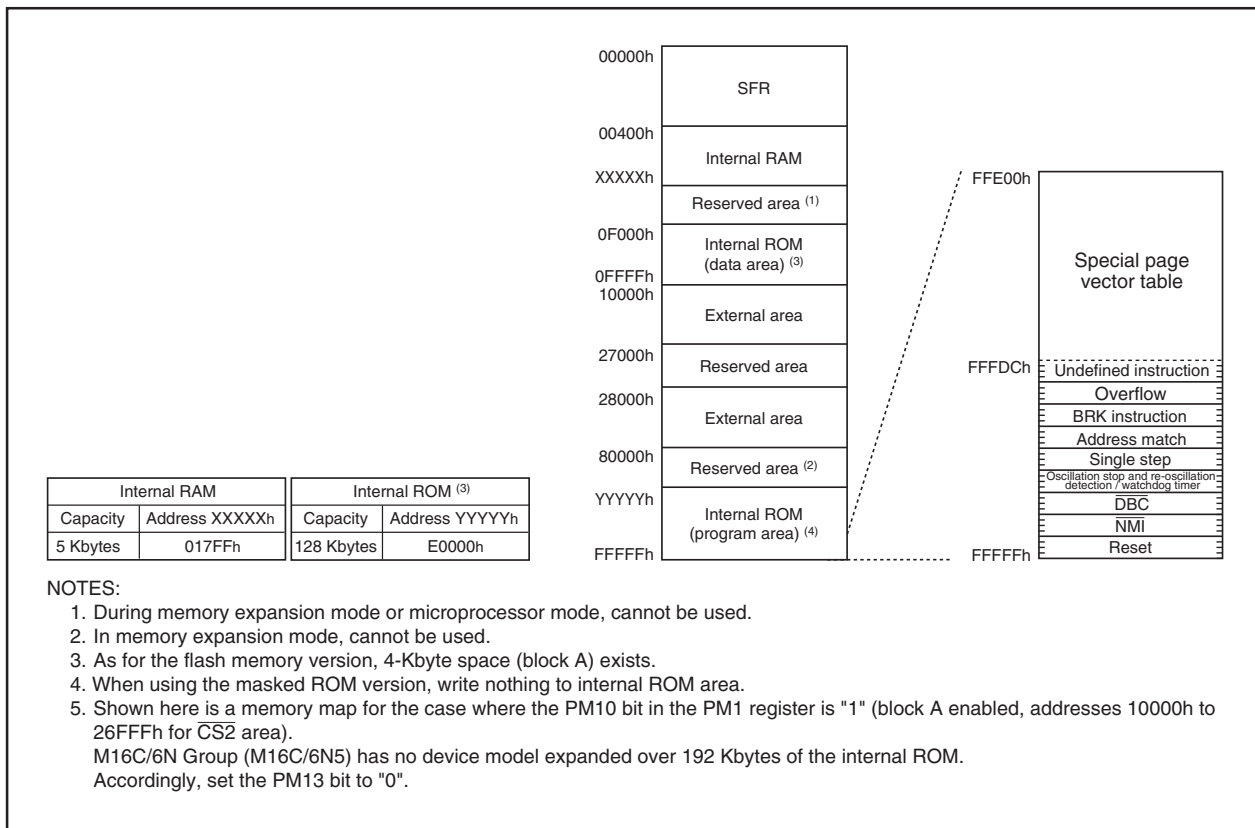 00000h
SFR
00400h
Internal RAM
XXXXXh
Reserved area (1)
0F000h
Internal ROM
(data area) (3)
0FFFFh
10000h
External area
27000h
Reserved area
28000h
External area
80000h
Reserved area (2)
YYYYYh
Internal ROM
(program area) (4)
FFFFFh
FFE00h
Special page
vector table
FFFDCh
Undefined instruction
Overflow
BRK instruction
Address match
Single step
Oscillation stop and re-oscillation
detection / watchdog timer
DBC
NMI
Reset
FFFFFh
Internal RAM Internal ROM (3)
Capacity Address XXXXXh Capacity Address YYYYYh
5 Kbytes 017FFh 128 Kbytes E0000h
NOTES:
1. During memory expansion mode or microprocessor mode, cannot be used.
2. In memory expansion mode, cannot be used.
3. As for the flash memory version, 4-Kbyte space (block A) exists.
4. When using the masked ROM version, write nothing to internal ROM area.
5. Shown here is a memory map for the case where the PM10 bit in the PM1 register is "1" (block A enabled, addresses 10000h to
26FFFh for CS2 area).
M16C/6N Group (M16C/6N5) has no device model expanded over 192 Kbytes of the internal ROM.
Accordingly, set the PM13 bit to "0".